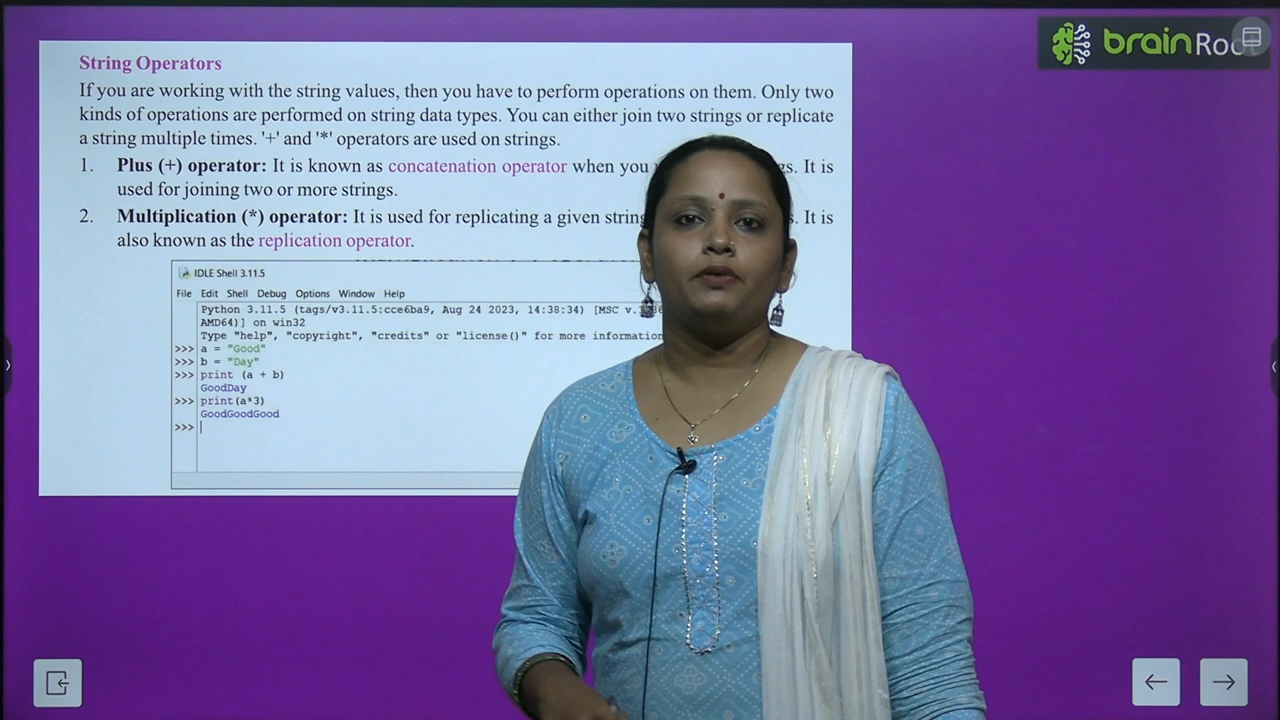 brainRoo
String Operators
If you are working with the string values, then you have to perform operations on them. Only two
kinds of operations are performed on string data types. You can either join two strings or replicate
a string multiple times. '+' and '*' operators are used on strings.
1. Plus (+) operator: It is known as concatenation operator when you gs. It is
used for joining two or more strings.
2. Multiplication (*) operator: It is used for replicating a given string s. It is
also known as the replication operator.
IDLE Shell 3.11.5
File Edit Shell Debug Options Window Help
Python 3.11.5 (tags/v3.11.5:cce6ba9, Aug 24 2023, 14:38:34) [MSC v.
AMD64)] on win32
Type "help", "copyright", "credits" or "license()" for more information
>>> a = "Good"
>>> b = "Day"
>>> print (a + b)
GoodDay
>>> print(a*3)
GoodGoodGood
>>>